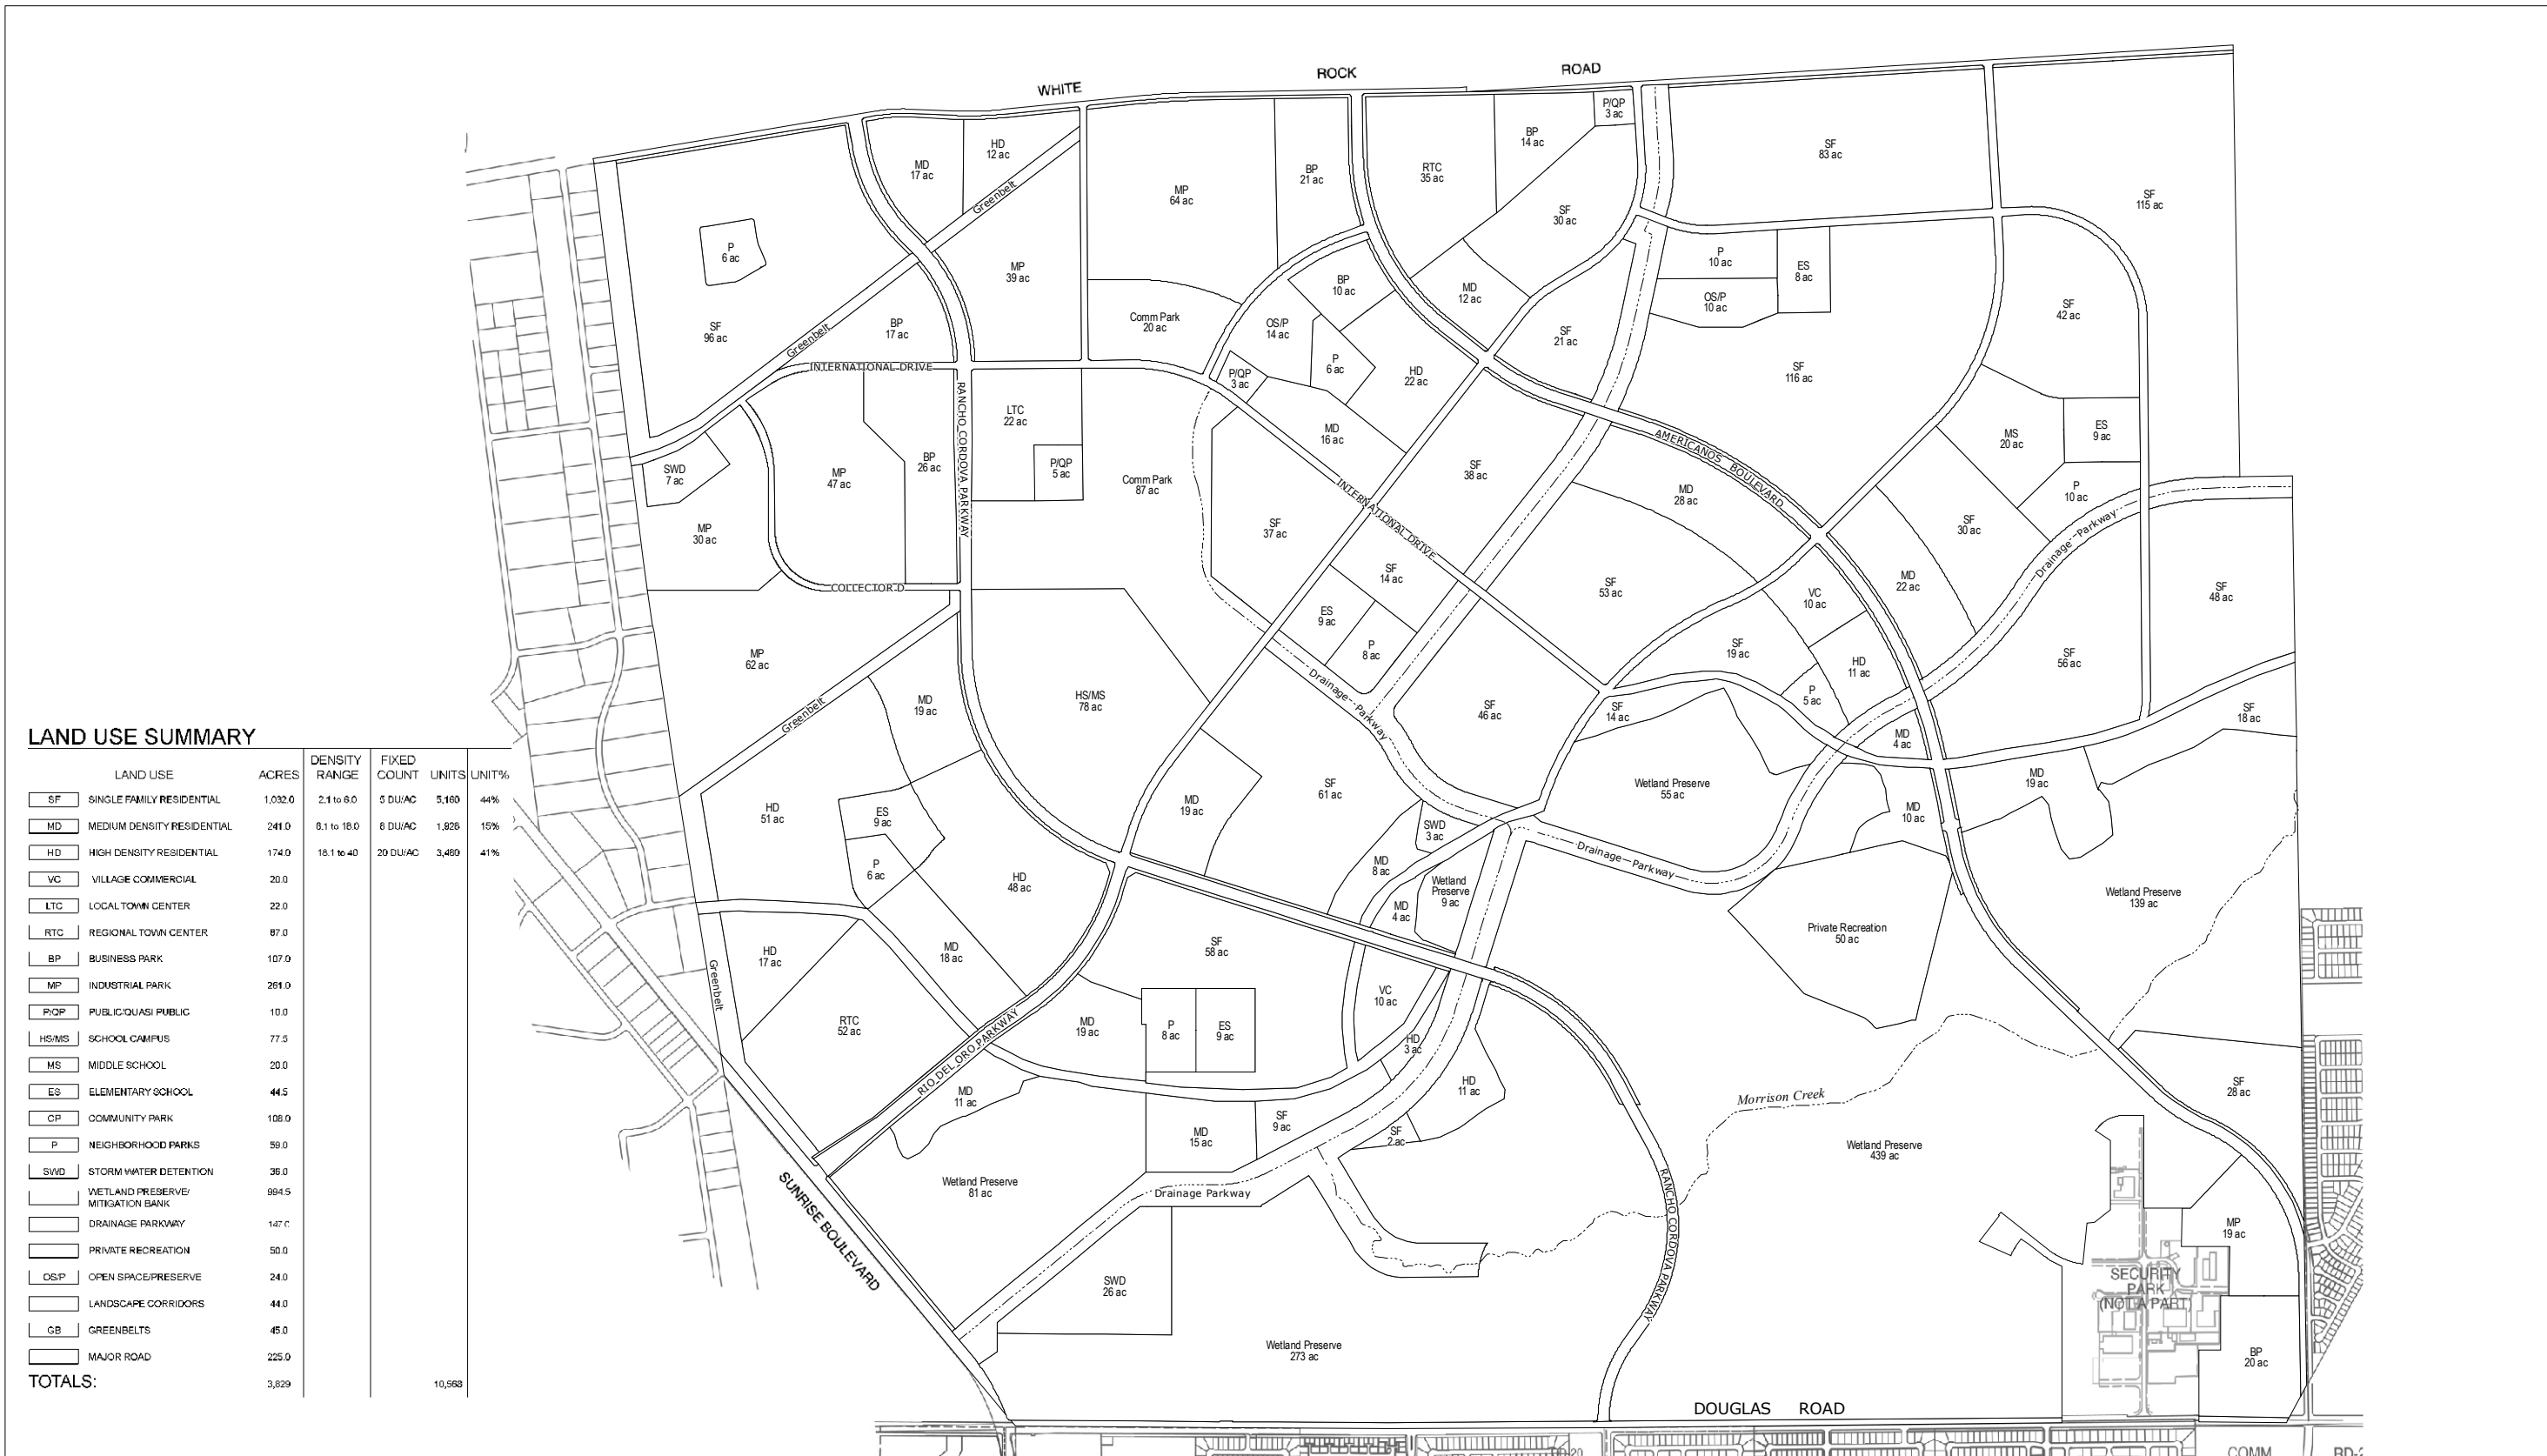 WHITE ROCK ROAD
P/QP
3 ac
BP
14 ac
HD
12 ac
MD
17 ac
SF
83 ac
RTC
35 ac
BP
21 ac
MP
64 ac
SF
115 ac
Greenbelt
SF
30 ac
P
6 ac
P
10 ac
ES
8 ac
MP
39 ac
BP
10 ac
MD
12 ac
OS/P
10 ac
SF
42 ac
Comm Park
20 ac
BP
17 ac
OS/P
14 ac
SF
96 ac
Greenbelt
SF
21 ac
P
6 ac
INTERNATIONAL DRIVE
P/QP
3 ac
HD
22 ac
SF
116 ac
LTC
22 ac
RANCHO CORDOVA PARKWAY
MD
16 ac
AMERICANOS BOULEVARD
MS
20 ac
ES
9 ac
SWD
7 ac
MP
47 ac
BP
26 ac
P/QP
5 ac
Comm Park
87 ac
SF
38 ac
MD
28 ac
P
10 ac
MP
30 ac
SF
37 ac
INTERNATIONAL DRIVE
SF
30 ac
Drainage Parkway
COLLECTOR D
SF
14 ac
SF
53 ac
MD
22 ac
VC
10 ac
SF
48 ac
ES
9 ac
MP
62 ac
P
8 ac
SF
19 ac
HD
11 ac
SF
56 ac
Greenbelt
MD
19 ac
HS/MS
78 ac
Drainage Parkway
SF
46 ac
SF
14 ac
P
5 ac
SF
18 ac
MD
4 ac
HD
51 ac
ES
9 ac
MD
19 ac
SF
61 ac
Wetland Preserve
55 ac
MD
19 ac
MD
10 ac
SWD
3 ac
P
6 ac
HD
48 ac
MD
8 ac
Drainage Parkway
Wetland
Preserve
9 ac
MD
4 ac
Wetland Preserve
139 ac
Private Recreation
50 ac
HD
17 ac
Greenbelt
MD
18 ac
SF
58 ac
VC
10 ac
RTC
52 ac
MD
19 ac
P
8 ac
ES
9 ac
HD
3 ac
RIO DEL ORO PARKWAY
MD
11 ac
HD
11 ac
Morrison Creek
SF
28 ac
MD
15 ac
SF
9 ac
SF
2 ac
Wetland Preserve
439 ac
Wetland Preserve
81 ac
Drainage Parkway
SUNRISE BOULEVARD
RANCHO CORDOVA PARKWAY
MP
19 ac
SWD
26 ac
SECURITY
PARK
(NOT A PART)
Wetland Preserve
273 ac
BP
20 ac
DOUGLAS ROAD
COMM
LAND USE SUMMARY
LAND USE ACRES DENSITY RANGE FIXED COUNT UNITS UNIT%
SF SINGLE FAMILY RESIDENTIAL 1,032.0 2.1 to 6.0 5 DU/AC 5,160 44%
MD MEDIUM DENSITY RESIDENTIAL 241.0 6.1 to 18.0 8 DU/AC 1,928 15%
HD HIGH DENSITY RESIDENTIAL 174.0 18.1 to 40 20 DU/AC 3,480 41%
VC VILLAGE COMMERCIAL 20.0
LTC LOCAL TOWN CENTER 22.0
RTC REGIONAL TOWN CENTER 87.0
BP BUSINESS PARK 107.0
MP INDUSTRIAL PARK 261.0
P/QP PUBLIC/QUASI PUBLIC 10.0
HS/MS SCHOOL CAMPUS 77.5
MS MIDDLE SCHOOL 20.0
ES ELEMENTARY SCHOOL 44.5
CP COMMUNITY PARK 108.0
P NEIGHBORHOOD PARKS 59.0
SWD STORM WATER DETENTION 36.0
WETLAND PRESERVE/
MITIGATION BANK 994.5
DRAINAGE PARKWAY 147.0
PRIVATE RECREATION 50.0
OS/P OPEN SPACE/PRESERVE 24.0
LANDSCAPE CORRIDORS 44.0
GB GREENBELTS 45.0
MAJOR ROAD 225.0
TOTALS: 3,829 10,568